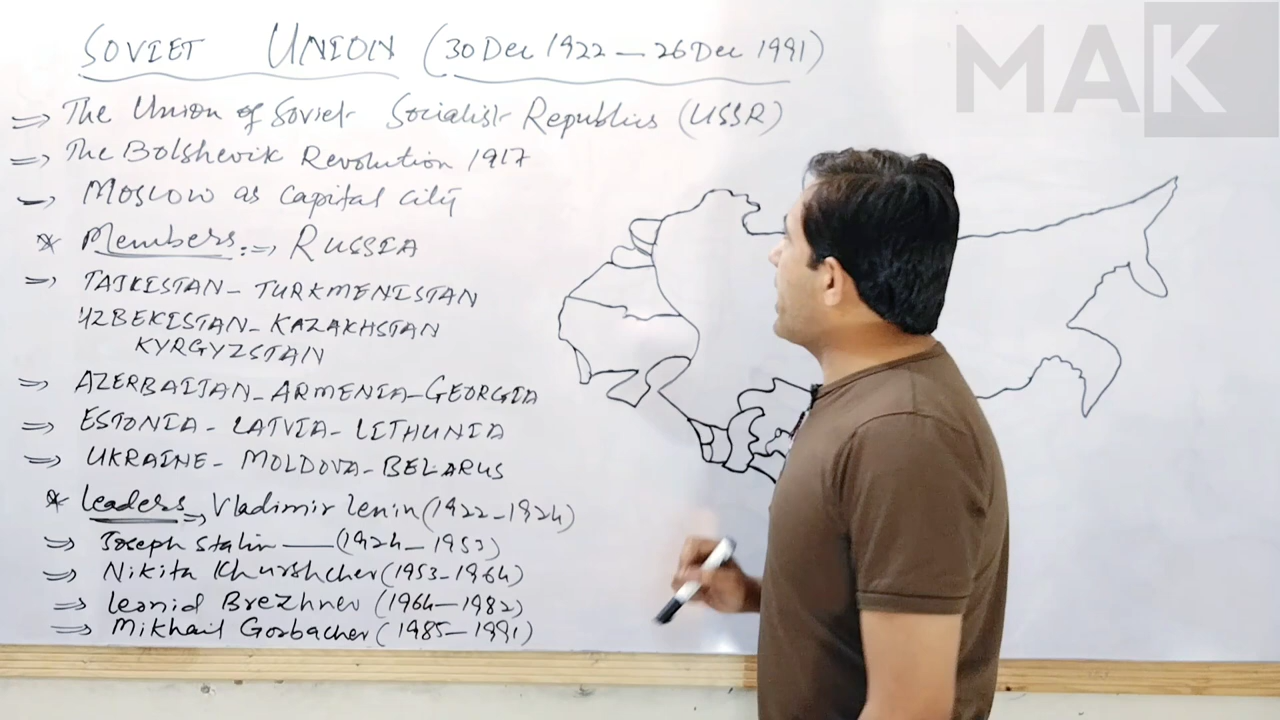 SOVIET UNION (30 Dec 1922 — 26 Dec 1991)
MAK
=> The Union of Soviet Socialist Republics (USSR)
=> The Bolshevik Revolution 1917
- Moscow as capital city
* Members :=> RUSSIA
=> TAJKISTAN - TURKMENISTAN
UZBEKISTAN - KAZAKHSTAN
KYRGYZSTAN
=> AZERBAIJAN - ARMENIA - GEORGIA
=> ESTONIA - LATVIA - LITHUNIA
=> UKRAINE - MOLDOVA - BELARUS
* Leaders => Vladimir Lenin (1922-1924)
=> Joseph Stalin — (1924-1953)
=> Nikita Khurshchev (1953-1964)
=> Leonid Brezhnev (1964-1982)
=> Mikhail Gorbachev (1985-1991)